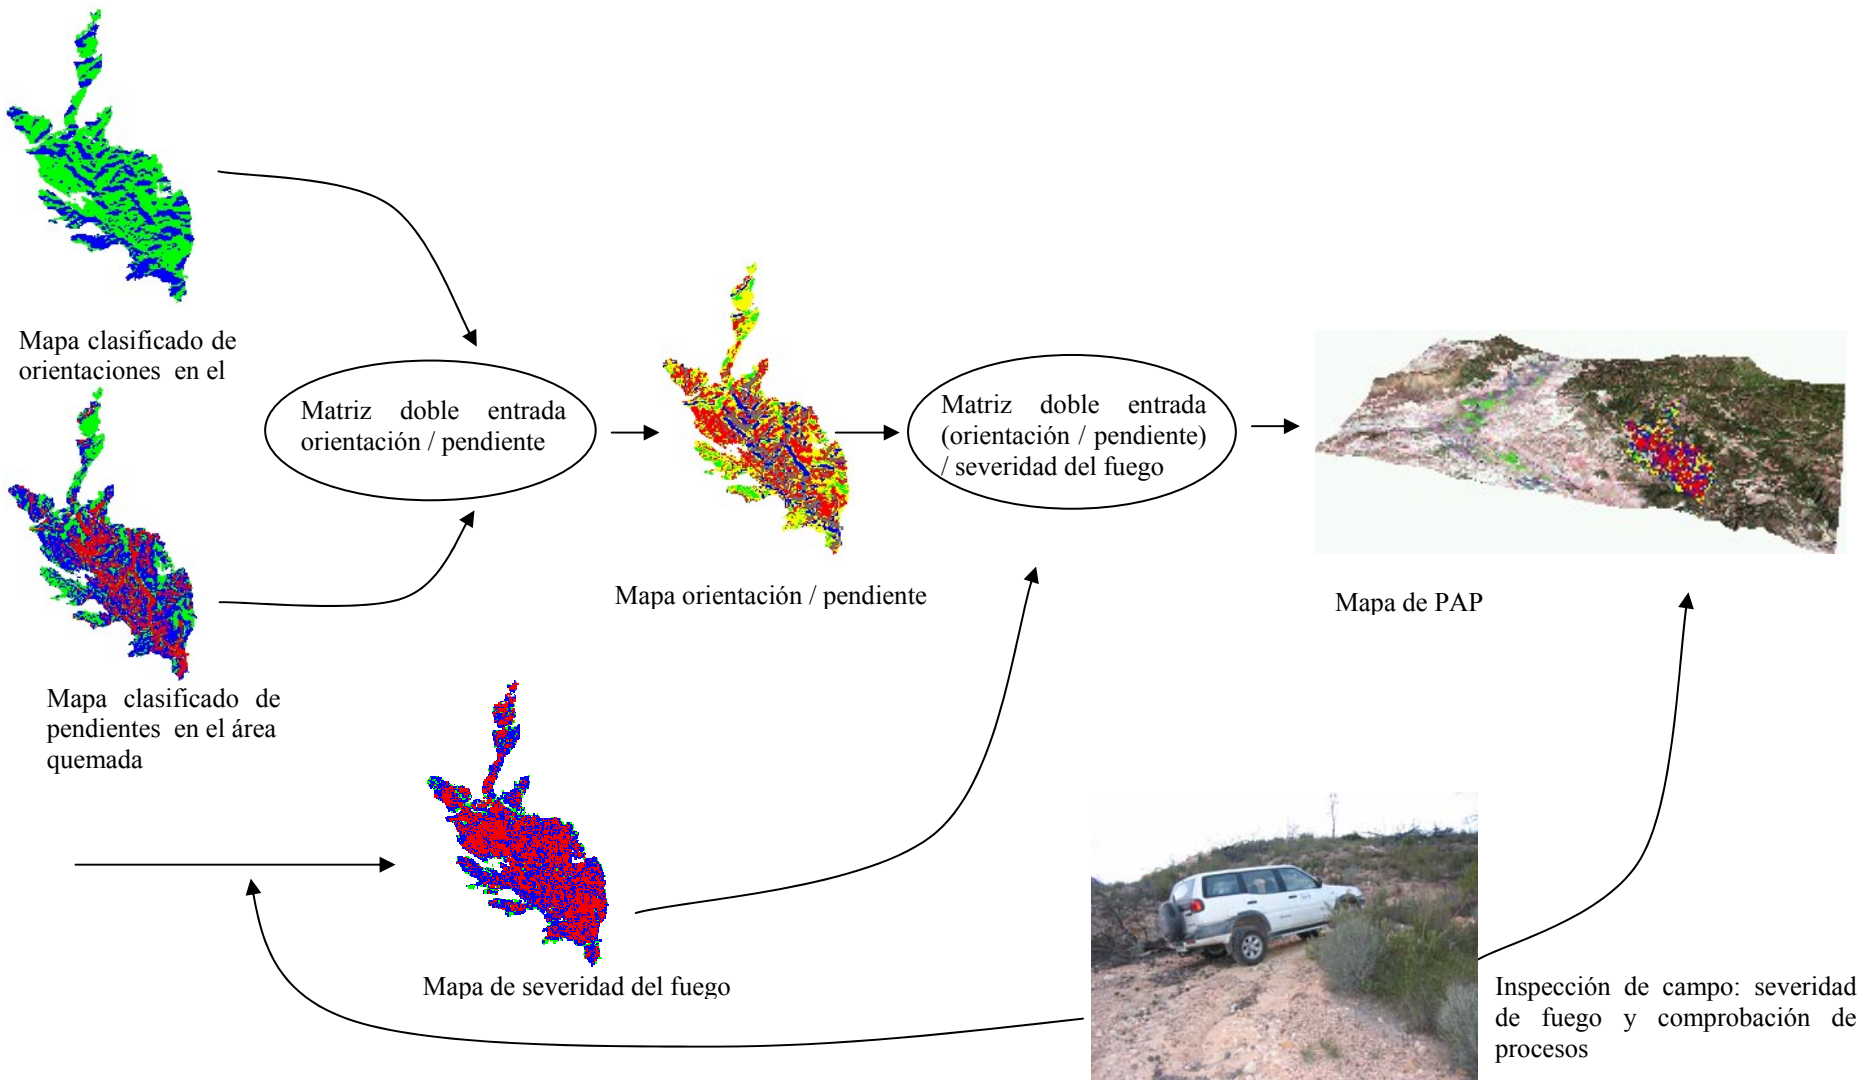 Mapa clasificado de
orientaciones en el
Matriz doble entrada
orientación / pendiente
Matriz doble entrada
(orientación / pendiente)
/ severidad del fuego
Mapa orientación / pendiente
Mapa de PAP
Mapa clasificado de
pendientes en el área
quemada
Mapa de severidad del fuego
Inspección de campo: severidad
de fuego y comprobación de
procesos